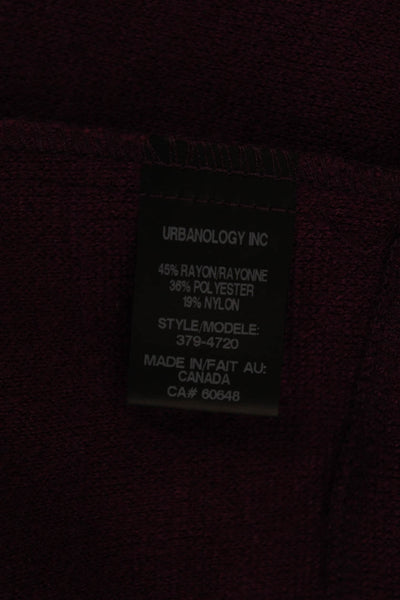 URBANOLOGY INC
45% RAYON/RAYONNE
36% POLYESTER
19% NYLON
STYLE/MODELE:
379-4720
MADE IN/FAIT AU:
CANADA
CA# 60648